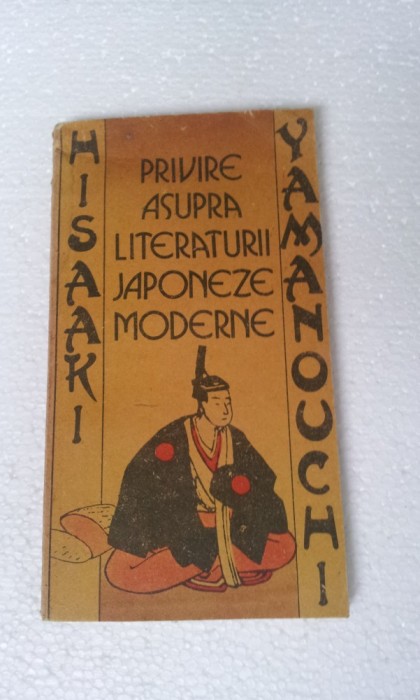 HISAAKI
PRIVIRE
ASUPRA
LITERATURII
JAPONEZE
MODERNE
YAMANOUCHI